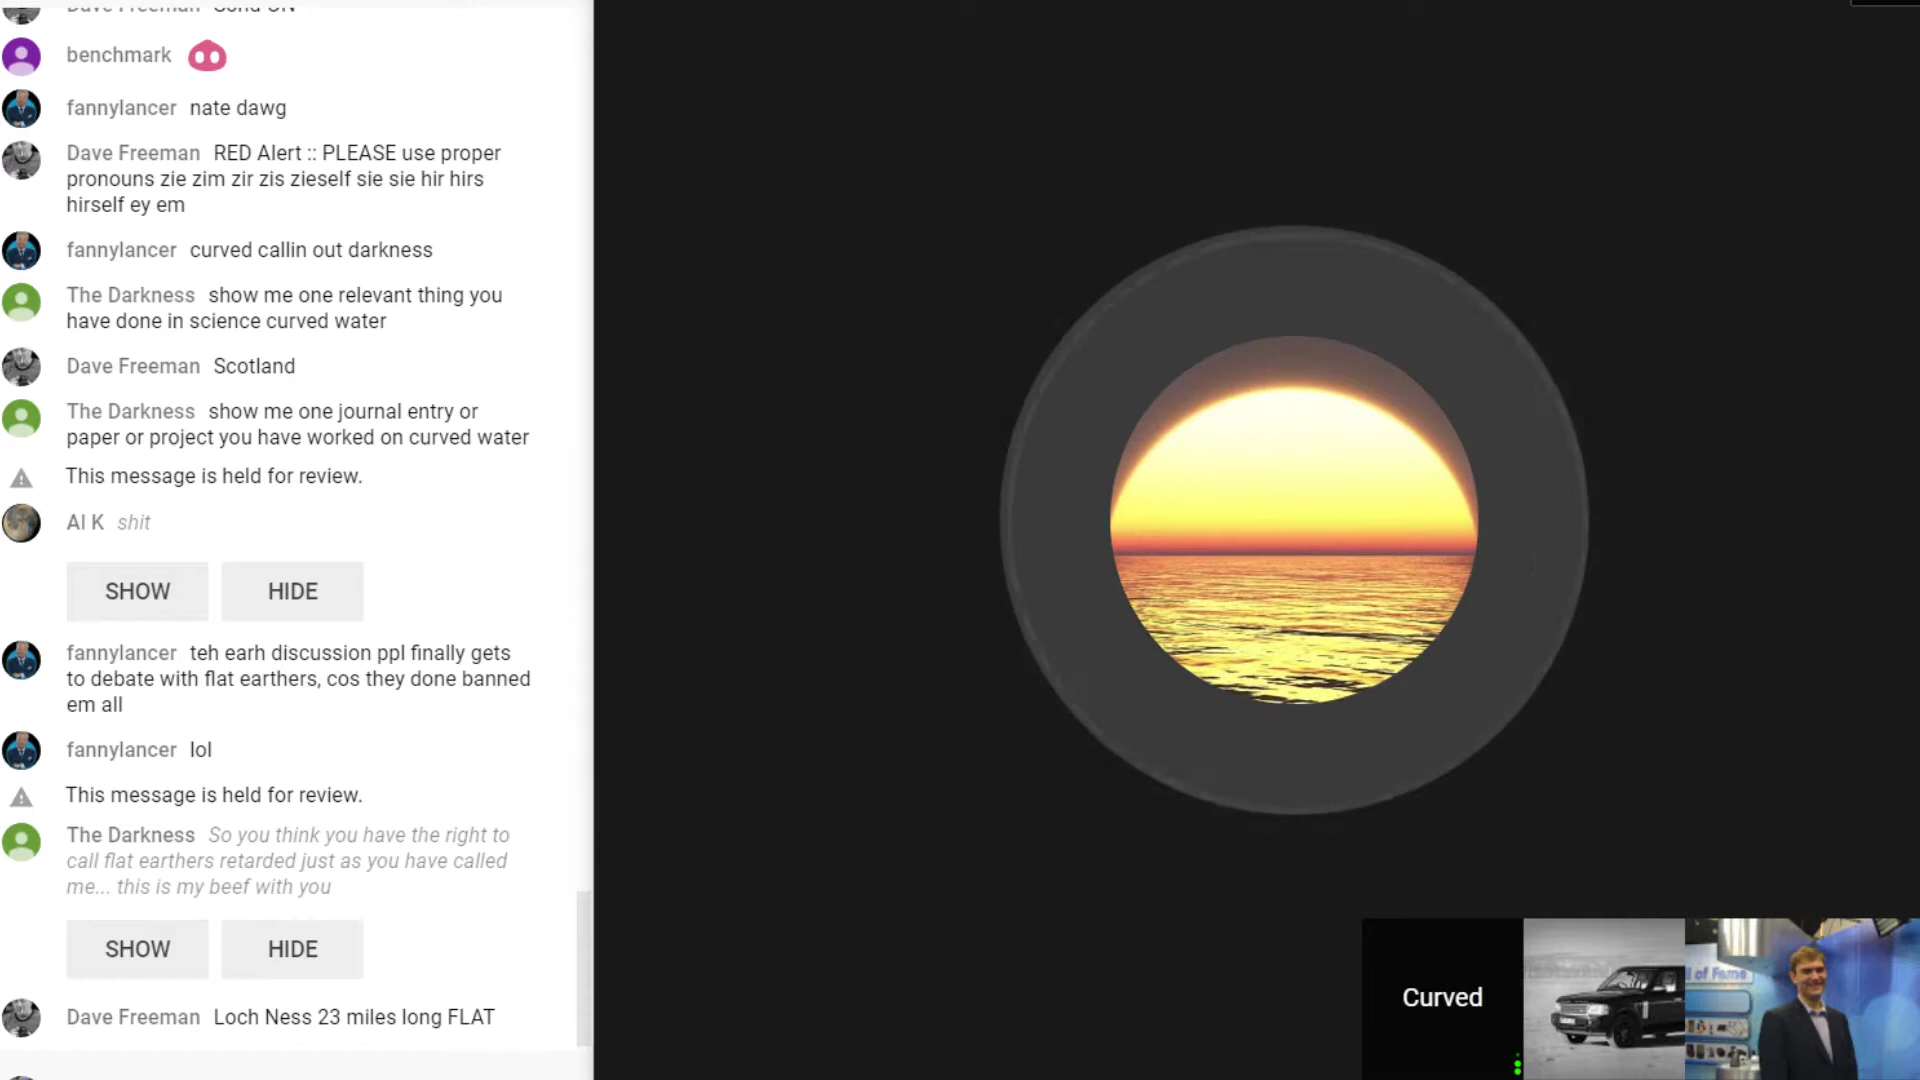 Dave Freeman Send ON
benchmark
fannylancer nate dawg
Dave Freeman RED Alert :: PLEASE use proper
pronouns zie zim zir zis zieself sie sie hir hirs
hirself ey em
fannylancer curved callin out darkness
The Darkness show me one relevant thing you
have done in science curved water
Dave Freeman Scotland
The Darkness show me one journal entry or
paper or project you have worked on curved water
This message is held for review.
Al K shit
SHOW HIDE
fannylancer teh earh discussion ppl finally gets
to debate with flat earthers, cos they done banned
em all
fannylancer lol
This message is held for review.
The Darkness So you think you have the right to
call flat earthers retarded just as you have called
me... this is my beef with you
SHOW HIDE
Dave Freeman Loch Ness 23 miles long FLAT
Curved
of Fame